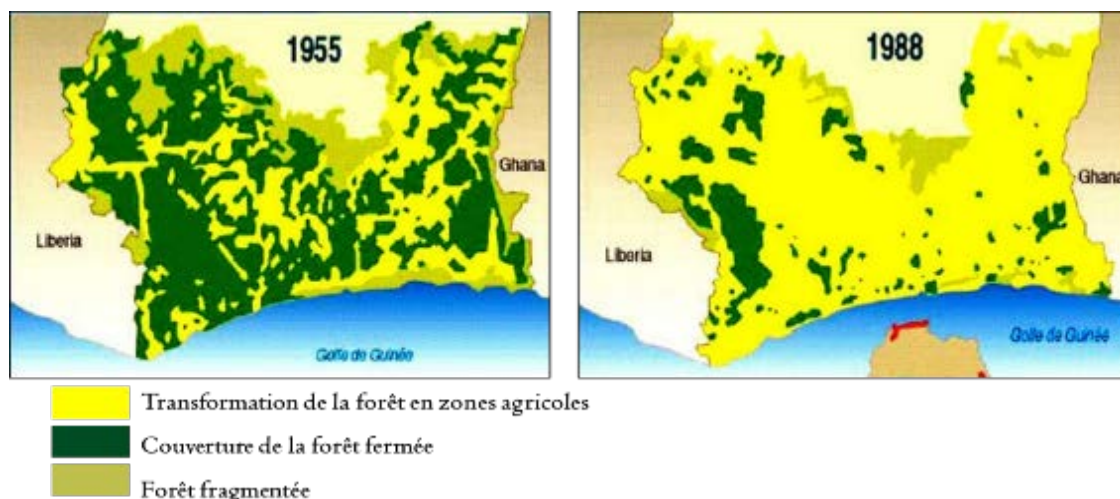 1955
Ghana
Liberia
Golfe de Guinée
1988
Ghana
Liberia
Golfe de Guinée
Transformation de la forêt en zones agricoles
Couverture de la forêt fermée
Forêt fragmentée